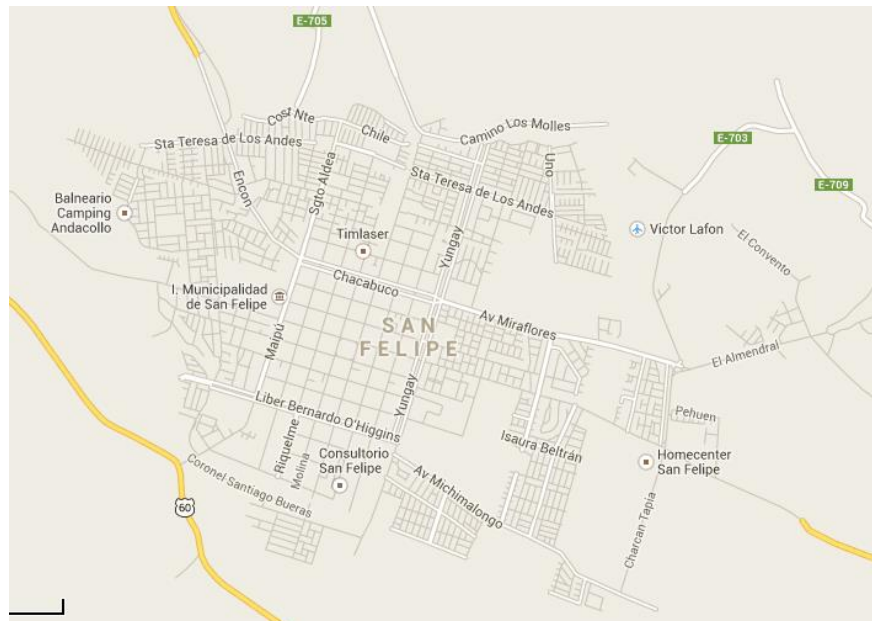 E-705
Cost Nte
Chile
Camino Los Molles
Sta Teresa de Los Andes
E-703
Uno
Sgto Aldea
Sta Teresa de Los Andes
Encon
E-709
Balneario
Camping
Andacollo
Victor Lafon
El Convento
Timlaser
Yungay
Chacabuco
I. Municipalidad
de San Felipe
Av Miraflores
SAN
FELIPE
Maipú
El Almendral
Liber Bernardo O'Higgins
Yungay
Pehuen
Riquelme
Isaura Beltrán
Molina
Consultorio
San Felipe
Homecenter
San Felipe
Coronel Santiago Bueras
Av Michimalongo
60
Charcan Tapia